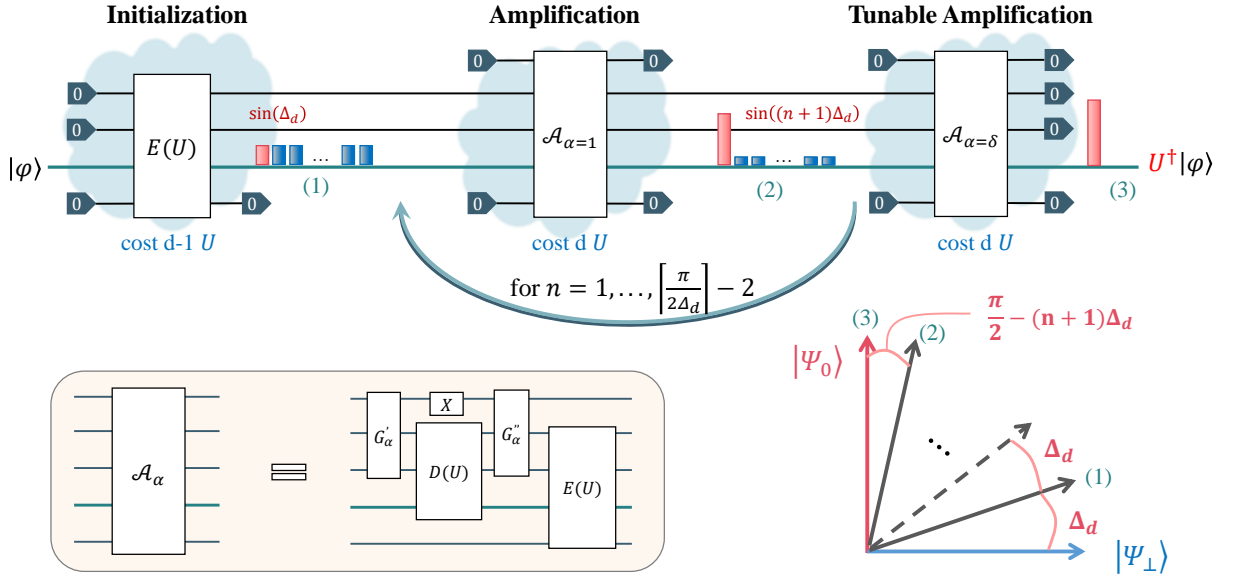 Initialization
Amplification
Tunable Amplification
0
0
0
0
0
0
0
0
0
sin(Δ_d)
sin((n + 1)Δ_d)
0
0
E(U)
𝒜_{α=1}
𝒜_{α=δ}
|φ⟩
…
…
U†|φ⟩
(1)
(2)
(3)
0
0
0
0
0
0
cost d-1 U
cost d U
cost d U
for n = 1, … , ⌈π/2Δ_d⌉ − 2
(3)
(2)
π/2 − (n + 1)Δ_d
|Ψ_0⟩
…
Δ_d
(1)
Δ_d
|Ψ_⊥⟩
X
G'_α
G''_α
𝒜_α
=
D(U)
E(U)